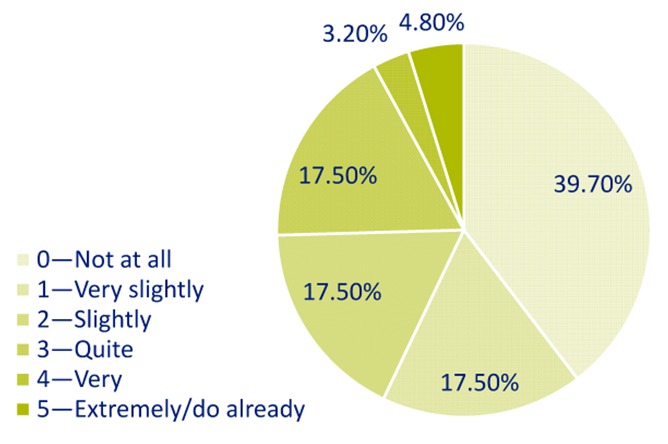 4.80%
3.20%
17.50%
39.70%
17.50%
17.50%
0—Not at all
1—Very slightly
2—Slightly
3—Quite
4—Very
5—Extremely/do already